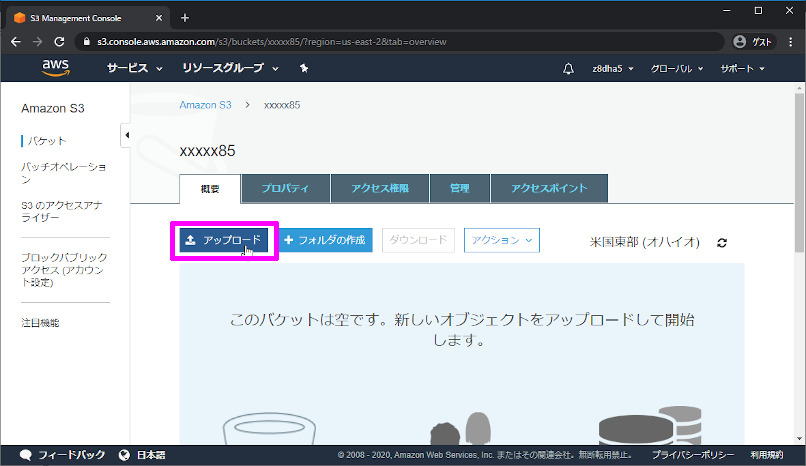 S3 Management Console
s3.console.aws.amazon.com/s3/buckets/xxxxx85/?region=us-east-2&tab=overview
ゲスト
aws
サービス
リソースグループ
z8dha5
グローバル
サポート
Amazon S3
バケット
バッチオペレーショ
ン
S3 のアクセスアナ
ライザー
ブロックパブリック
アクセス (アカウン
ト設定)
注目機能
Amazon S3 > xxxxx85
xxxxx85
概要
プロパティ
アクセス権限
管理
アクセスポイント
アップロード
+ フォルダの作成
ダウンロード
アクション
米国東部 (オハイオ)
このバケットは空です。新しいオブジェクトをアップロードして開始
します。
フィードバック
日本語
© 2008 - 2020, Amazon Web Services, Inc. またはその関連会社。無断転用禁止。
プライバシーポリシー
利用規約